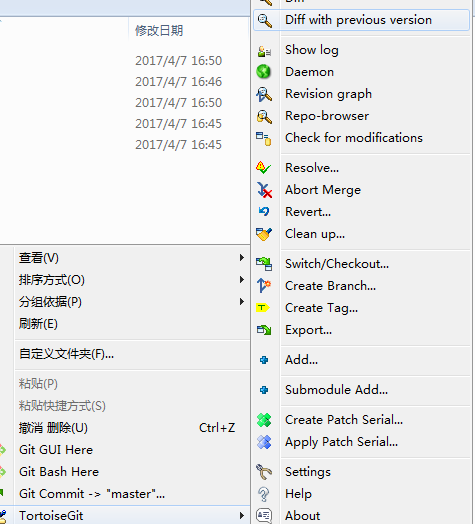 修改日期
2017/4/7 16:50
2017/4/7 16:46
2017/4/7 16:50
2017/4/7 16:45
2017/4/7 16:45
查看(V)
排序方式(O)
分组依据(P)
刷新(E)
自定义文件夹(F)...
粘贴(P)
粘贴快捷方式(S)
撤消 删除(U) Ctrl+Z
Git GUI Here
Git Bash Here
Git Commit -> "master"...
TortoiseGit
Diff with previous version
Show log
Daemon
Revision graph
Repo-browser
Check for modifications
Resolve...
Abort Merge
Revert...
Clean up...
Switch/Checkout...
Create Branch...
Create Tag...
Export...
Add...
Submodule Add...
Create Patch Serial...
Apply Patch Serial...
Settings
Help
About